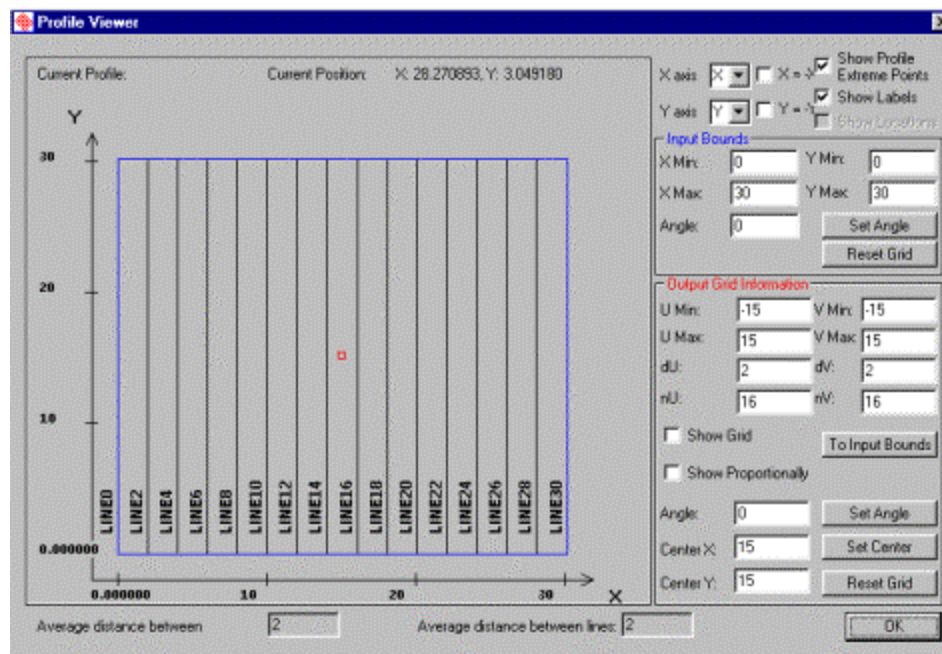 Profile Viewer
Current Profile:
Current Position: X: 28.270893, Y: 3.049180
Y
30
20
10
0.000000
LINE0
LINE2
LINE4
LINE6
LINE8
LINE10
LINE12
LINE14
LINE16
LINE18
LINE20
LINE22
LINE24
LINE26
LINE28
LINE30
0.000000 10 20 30 X
X axis X X = -X
Show Profile Extreme Points
Show Labels
Y axis Y Y = -Y
Show Locations
Input Bounds
X Min: 0 Y Min: 0
X Max: 30 Y Max: 30
Angle: 0 Set Angle
Reset Grid
Output Grid Information
U Min: -15 V Min: -15
U Max: 15 V Max: 15
dU: 2 dV: 2
nU: 16 nV: 16
Show Grid
To Input Bounds
Show Proportionally
Angle: 0 Set Angle
Center X: 15 Set Center
Center Y: 15 Reset Grid
Average distance between 2
Average distance between lines: 2
OK